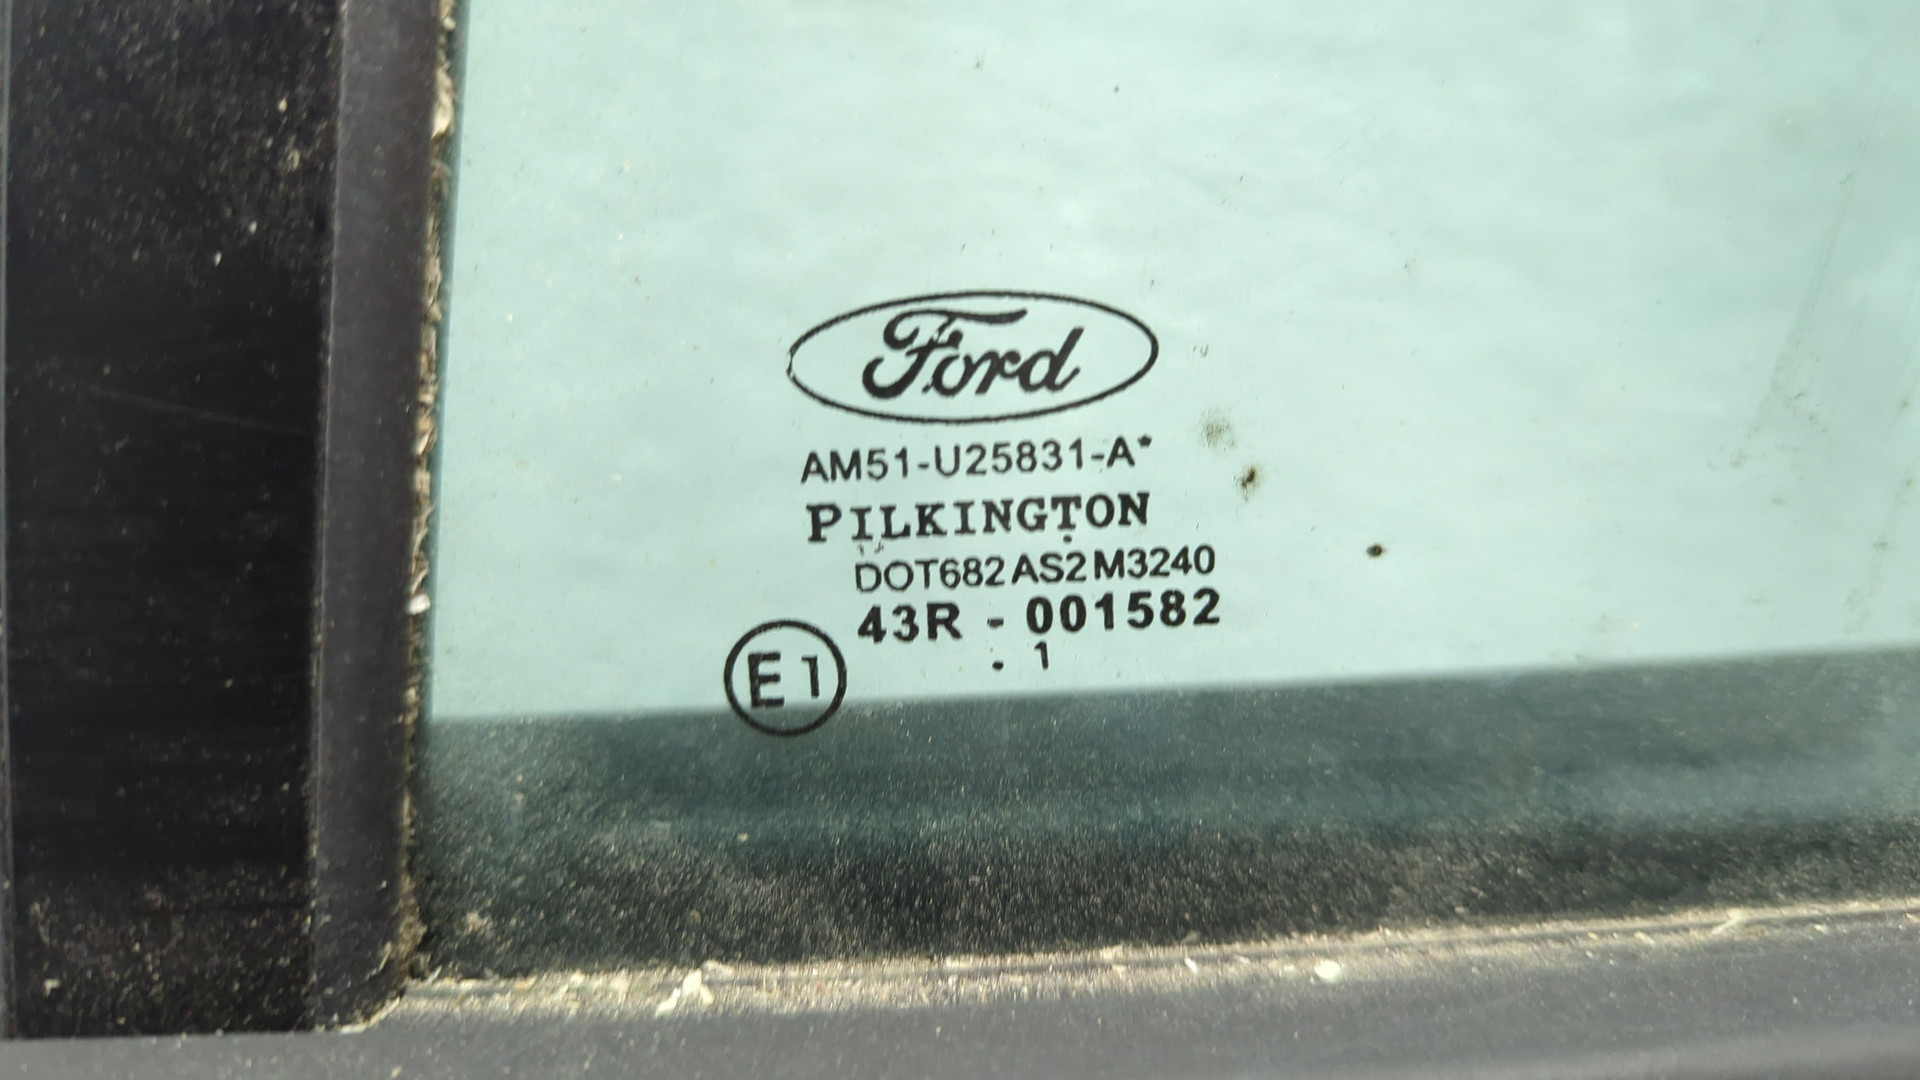 Ford
AM51-U25831-A*
PILKINGTON
DOT682 AS2 M3240
43R - 001582
. 1
E1